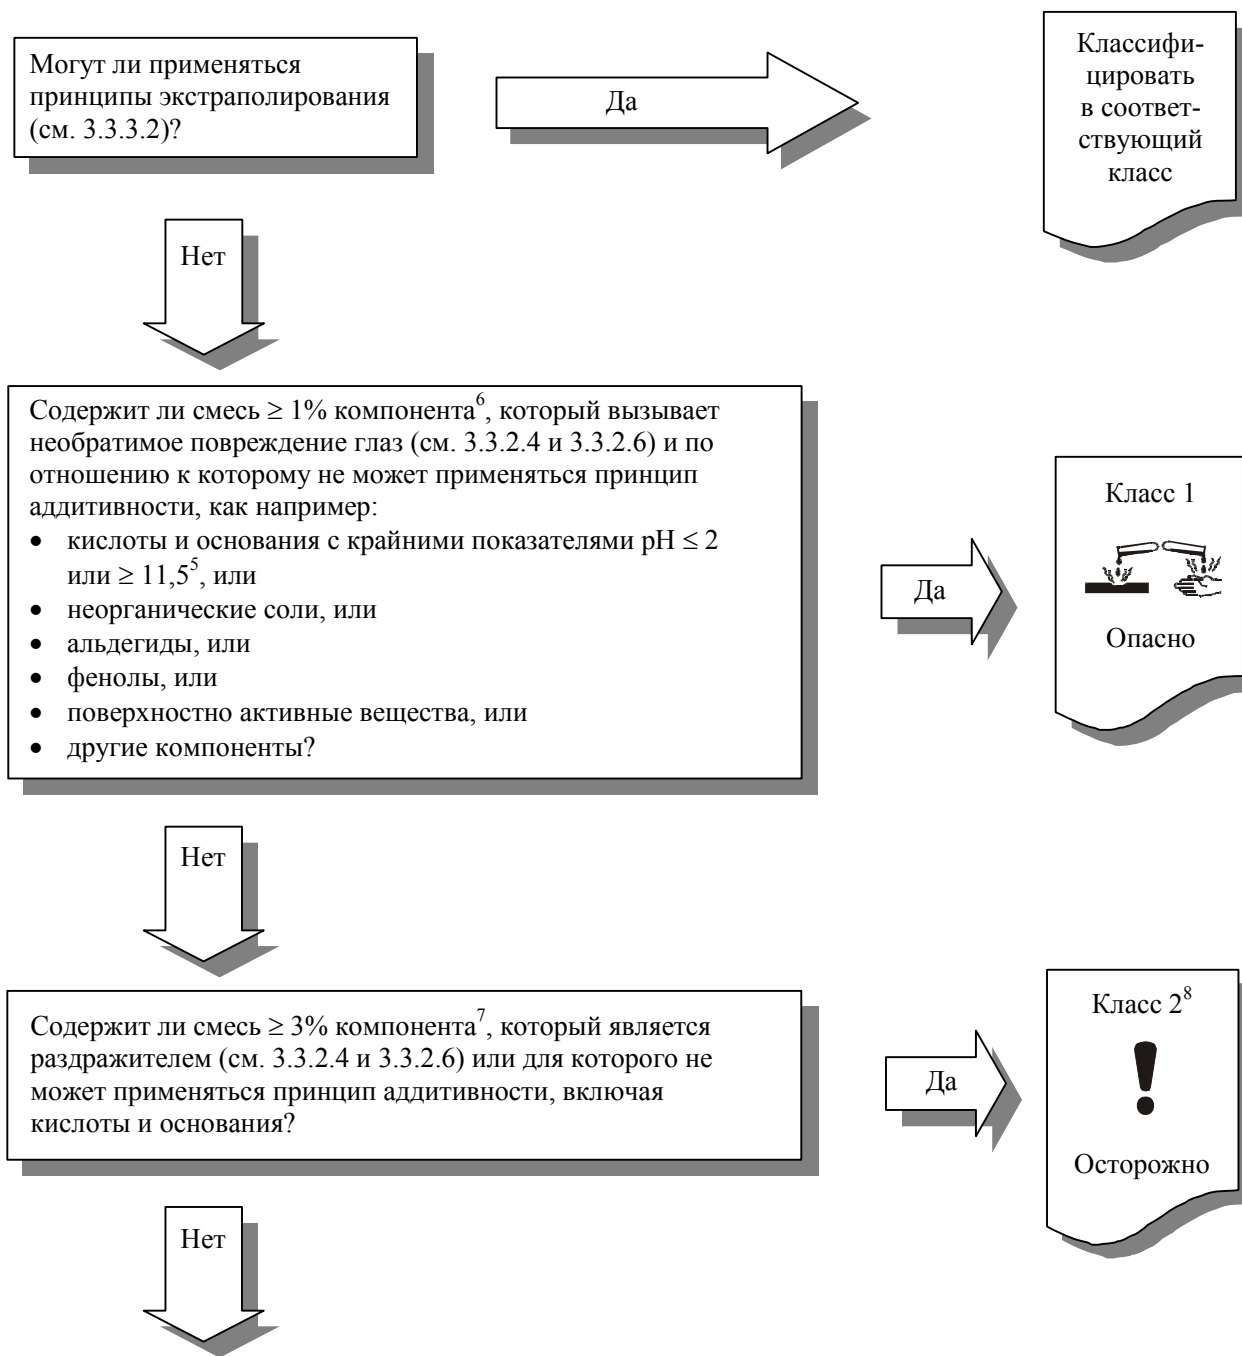 Могут ли применяться
принципы экстраполирования
(см. 3.3.3.2)?
Да
Классифи-
цировать
в соответ-
ствующий
класс
Нет
Содержит ли смесь ≥ 1% компонента⁶, который вызывает
необратимое повреждение глаз (см. 3.3.2.4 и 3.3.2.6) и по
отношению к которому не может применяться принцип
аддитивности, как например:
• кислоты и основания с крайними показателями pH ≤ 2
или ≥ 11,5⁵, или
• неорганические соли, или
• альдегиды, или
• фенолы, или
• поверхностно активные вещества, или
• другие компоненты?
Да
Класс 1
Опасно
Нет
Содержит ли смесь ≥ 3% компонента⁷, который является
раздражителем (см. 3.3.2.4 и 3.3.2.6) или для которого не
может применяться принцип аддитивности, включая
кислоты и основания?
Да
Класс 2⁸
Осторожно
Нет